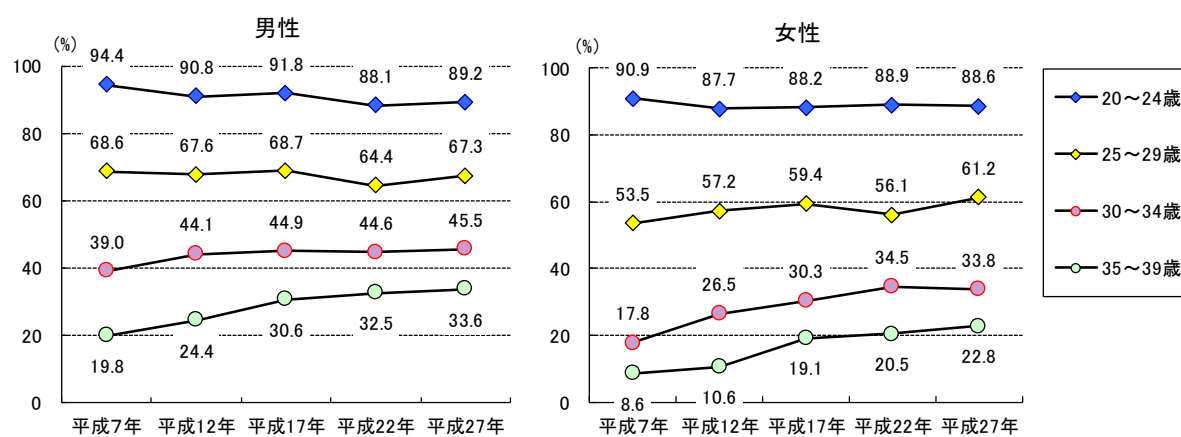 男性
(%)
100
80
60
40
20
0
94.4 90.8 91.8 88.1 89.2
68.6 67.6 68.7 64.4 67.3
39.0 44.1 44.9 44.6 45.5
19.8 24.4 30.6 32.5 33.6
平成7年 平成12年 平成17年 平成22年 平成27年
女性
(%)
100
80
60
40
20
0
90.9 87.7 88.2 88.9 88.6
53.5 57.2 59.4 56.1 61.2
17.8 26.5 30.3 34.5 33.8
8.6 10.6 19.1 20.5 22.8
平成7年 平成12年 平成17年 平成22年 平成27年
20～24歳
25～29歳
30～34歳
35～39歳